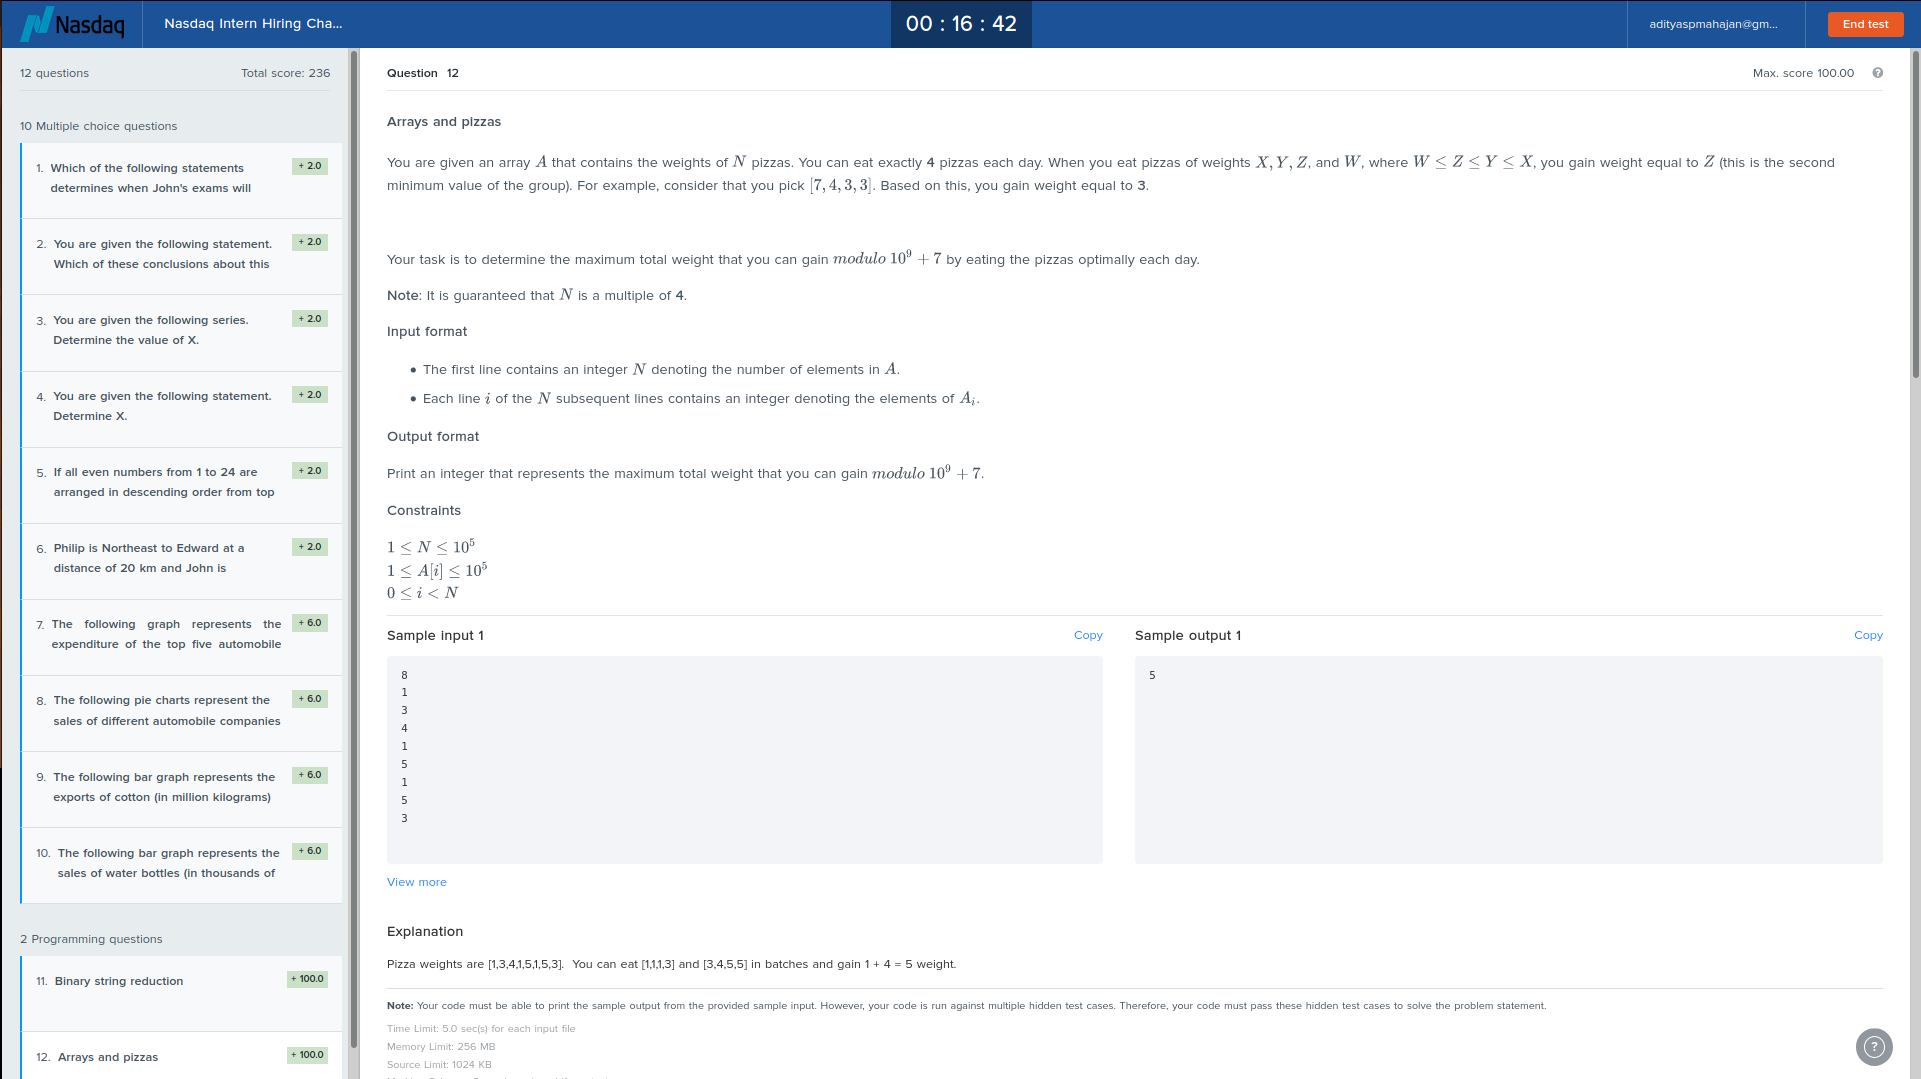 Nasdaq
Nasdaq Intern Hiring Cha...
00 : 16 : 42
adityaspmahajan@gm...
End test
12 questions
Total score: 236
10 Multiple choice questions
1. Which of the following statements determines when John's exams will
+ 2.0
2. You are given the following statement. Which of these conclusions about this
+ 2.0
3. You are given the following series. Determine the value of X.
+ 2.0
4. You are given the following statement. Determine X.
+ 2.0
5. If all even numbers from 1 to 24 are arranged in descending order from top
+ 2.0
6. Philip is Northeast to Edward at a distance of 20 km and John is
+ 2.0
7. The following graph represents the expenditure of the top five automobile
+ 6.0
8. The following pie charts represent the sales of different automobile companies
+ 6.0
9. The following bar graph represents the exports of cotton (in million kilograms)
+ 6.0
10. The following bar graph represents the sales of water bottles (in thousands of
+ 6.0
2 Programming questions
11. Binary string reduction
+ 100.0
12. Arrays and pizzas
+ 100.0
Question 12
Max. score 100.00
?
Arrays and pizzas
You are given an array A that contains the weights of N pizzas. You can eat exactly 4 pizzas each day. When you eat pizzas of weights X, Y, Z, and W, where W ≤ Z ≤ Y ≤ X, you gain weight equal to Z (this is the second
minimum value of the group). For example, consider that you pick [7, 4, 3, 3]. Based on this, you gain weight equal to 3.
Your task is to determine the maximum total weight that you can gain modulo 10⁹ + 7 by eating the pizzas optimally each day.
Note: It is guaranteed that N is a multiple of 4.
Input format
• The first line contains an integer N denoting the number of elements in A.
• Each line i of the N subsequent lines contains an integer denoting the elements of Aᵢ.
Output format
Print an integer that represents the maximum total weight that you can gain modulo 10⁹ + 7.
Constraints
1 ≤ N ≤ 10⁵
1 ≤ A[i] ≤ 10⁵
0 ≤ i < N
Sample input 1
Copy
8
1
3
4
1
5
1
5
3
Sample output 1
Copy
5
View more
Explanation
Pizza weights are [1,3,4,1,5,1,5,3]. You can eat [1,1,1,3] and [3,4,5,5] in batches and gain 1 + 4 = 5 weight.
Note: Your code must be able to print the sample output from the provided sample input. However, your code is run against multiple hidden test cases. Therefore, your code must pass these hidden test cases to solve the problem statement.
Time Limit: 5.0 sec(s) for each input file
Memory Limit: 256 MB
Source Limit: 1024 KB
?